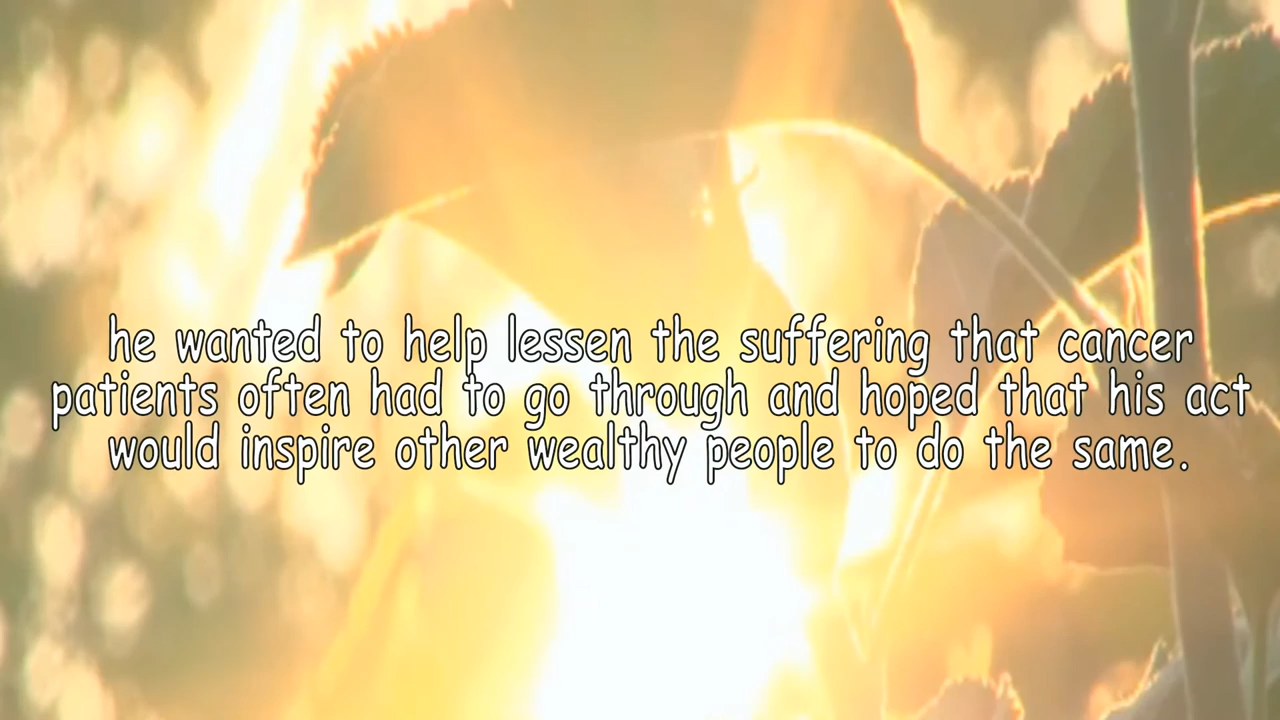 he wanted to help lessen the suffering that cancer
patients often had to go through and hoped that his act
would inspire other wealthy people to do the same.